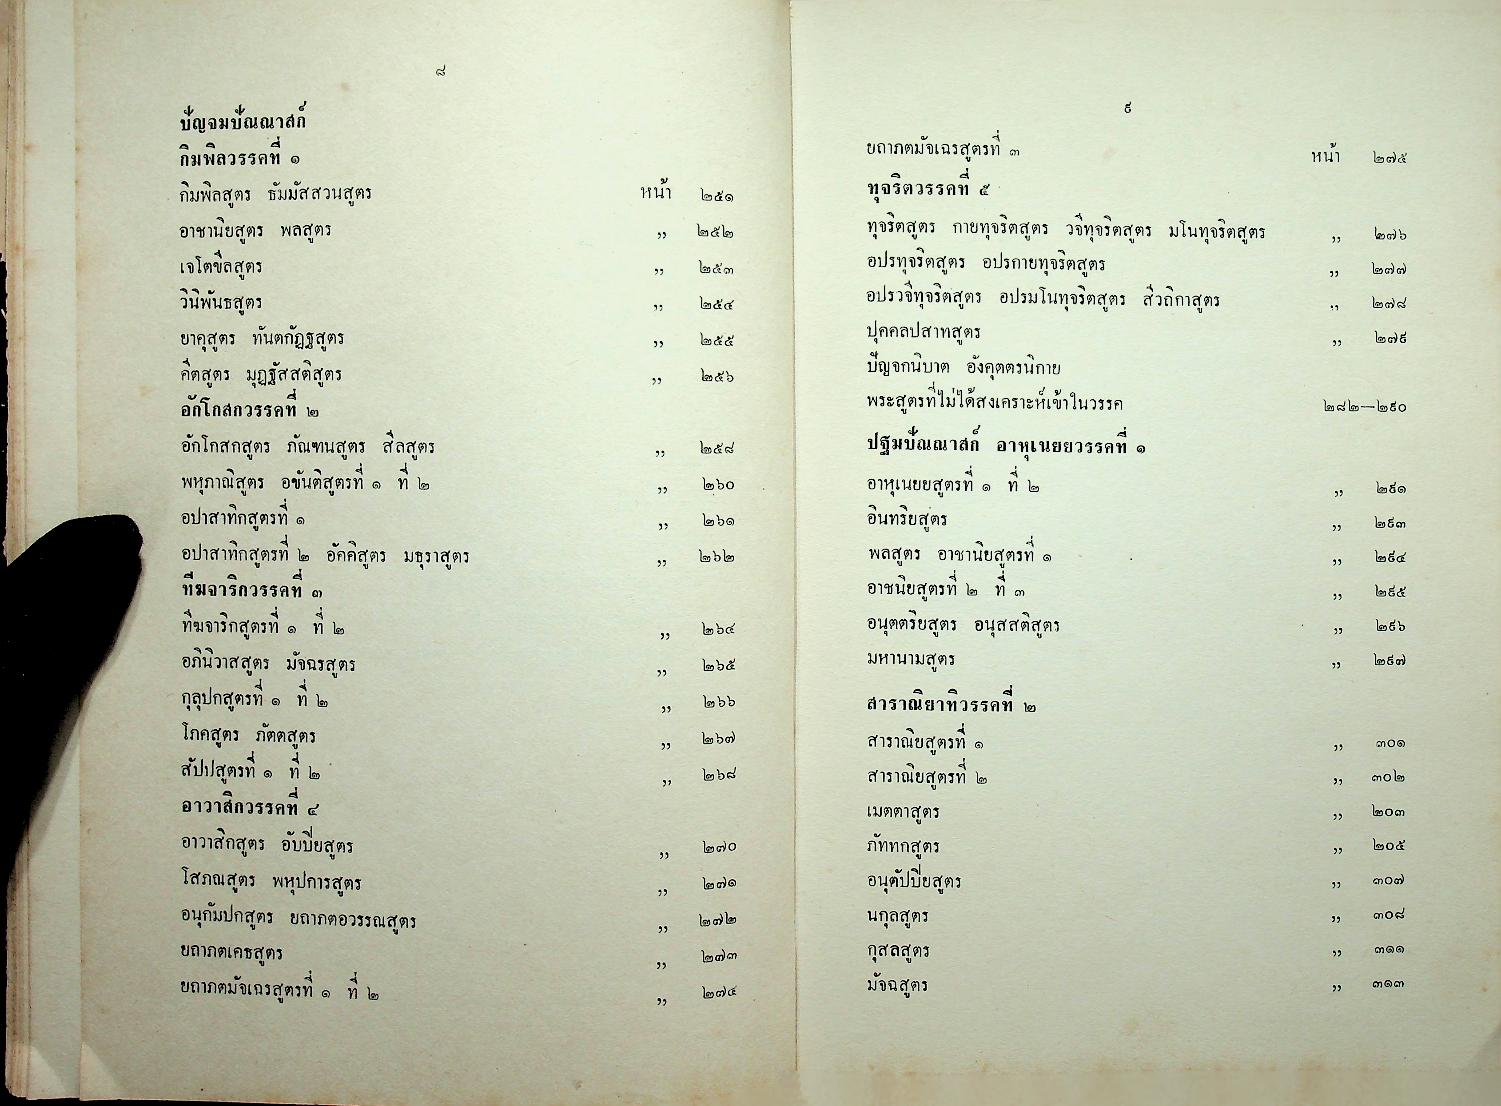 ๘
ปัญจมปัณณาสก์
กิมพิลวรรคที่ ๑
กิมพิลสูตร ธัมมัสสวนสูตร หน้า ๒๕๑
อาชานิยสูตร พลสูตร ,, ๒๕๒
เจโตขีลสูตร ,, ๒๕๓
วินิพันธสูตร ,, ๒๕๔
ยาคุสูตร ทันตกัฏฐสูตร ,, ๒๕๕
คีตสูตร มุฏฐัสสติสูตร ,, ๒๕๖
อักโกสกวรรคที่ ๒
อักโกสกสูตร ภัณฑนสูตร สีลสูตร ,, ๒๕๘
พหุภาณิสูตร อขันติสูตรที่ ๑ ที่ ๒ ,, ๒๖๐
อปาสาทิกสูตรที่ ๑ ,, ๒๖๑
อปาสาทิกสูตรที่ ๒ อัคคิสูตร มธุราสูตร ,, ๒๖๒
ทีฆจาริกวรรคที่ ๓
ทีฆจาริกสูตรที่ ๑ ที่ ๒ ,, ๒๖๔
อภินิวาสสูตร มัจฉรสูตร ,, ๒๖๕
กุลุปกสูตรที่ ๑ ที่ ๒ ,, ๒๖๖
โภคสูตร ภัตตสูตร ,, ๒๖๗
สัปปสูตรที่ ๑ ที่ ๒ ,, ๒๖๘
อาวาสิกวรรคที่ ๔
อาวาสิกสูตร อัปปิยสูตร ,, ๒๗๐
โสภณสูตร พหุปการสูตร ,, ๒๗๑
อนุกัมปกสูตร ยถาภตอวรรณสูตร ,, ๒๗๒
ยถาภตเคธสูตร ,, ๒๗๓
ยถาภตมัจเฉรสูตรที่ ๑ ที่ ๒ ,, ๒๗๔
๙
ยถาภตมัจเฉรสูตรที่ ๓ หน้า ๒๗๕
ทุจริตวรรคที่ ๕
ทุจริตสูตร กายทุจริตสูตร วจีทุจริตสูตร มโนทุจริตสูตร ,, ๒๗๖
อปรทุจริตสูตร อปรกายทุจริตสูตร ,, ๒๗๗
อปรวจีทุจริตสูตร อปรมโนทุจริตสูตร สีวถิกาสูตร ,, ๒๗๘
ปุคคลปสาทสูตร ,, ๒๗๙
ปัญจกนิบาต อังคุตตรนิกาย
พระสูตรที่ไม่ได้สงเคราะห์เข้าในวรรค ๒๘๒—๒๙๐
ปฐมปัณณาสก์ อาหุเนยยวรรคที่ ๑
อาหุเนยยสูตรที่ ๑ ที่ ๒ ,, ๒๙๑
อินทริยสูตร ,, ๒๙๓
พลสูตร อาชานิยสูตรที่ ๑ ,, ๒๙๔
อาชนิยสูตรที่ ๒ ที่ ๓ ,, ๒๙๕
อนุตตริยสูตร อนุสสติสูตร ,, ๒๙๖
มหานามสูตร ,, ๒๙๗
สาราณิยาทิวรรคที่ ๒
สาราณิยสูตรที่ ๑ ,, ๓๐๑
สาราณิยสูตรที่ ๒ ,, ๓๐๒
เมตตาสูตร ,, ๒๐๓
ภัททกสูตร ,, ๒๐๕
อนุตัปปิยสูตร ,, ๓๐๗
นกุลสูตร ,, ๓๐๘
กุสลสูตร ,, ๓๑๑
มัจฉสูตร ,, ๓๑๓